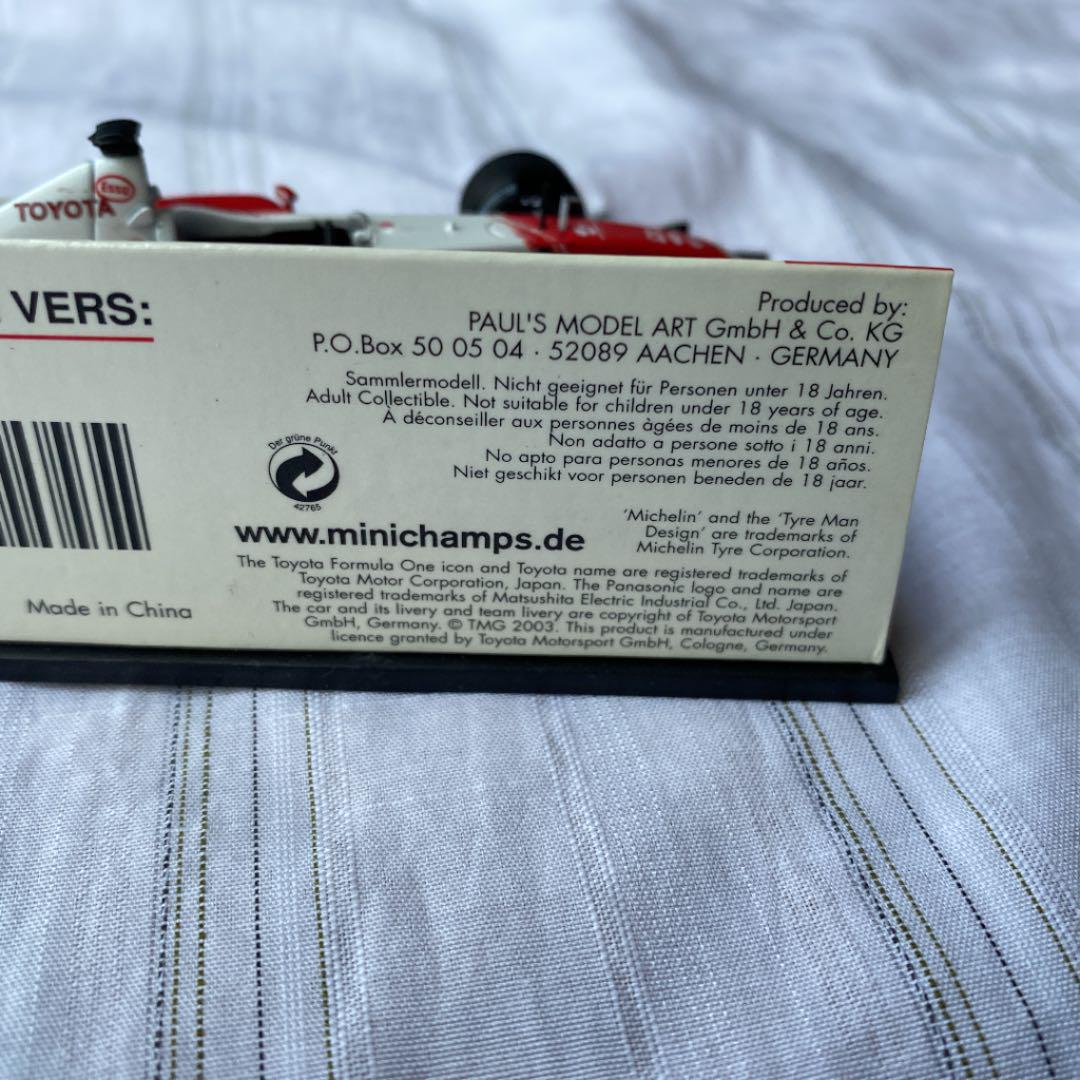 Esso
TOYOTA
VERS:
Produced by:
PAUL'S MODEL ART GmbH & Co. KG
P.O.Box 50 05 04 · 52089 AACHEN · GERMANY
Sammlermodell. Nicht geeignet für Personen unter 18 Jahren.
Adult Collectible. Not suitable for children under 18 years of age.
À déconseiller aux personnes àgées de moins de 18 ans.
Non adatto a persone sotto i 18 anni.
No apto para personas menores de 18 años.
Niet geschikt voor personen beneden de 18 jaar.
Der grüne Punkt
42765
www.minichamps.de
'Michelin' and the 'Tyre Man
Design' are trademarks of
Michelin Tyre Corporation.
The Toyota Formula One icon and Toyota name are registered trademarks of
Toyota Motor Corporation, Japan. The Panasonic logo and name are
registered trademarks of Matsushita Electric Industrial Co., Ltd. Japan.
The car and its livery and team livery are copyright of Toyota Motorsport
GmbH, Germany. © TMG 2003. This product is manufactured under
licence granted by Toyota Motorsport GmbH, Cologne, Germany.
Made in China